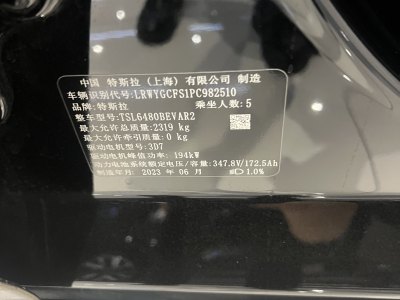 中国 特斯拉（上海）有限公司 制造
车辆识别代号:LRWYGCFS1PC982510
品牌:特斯拉 乘坐人数:5
整车型号:TSL6480BEVAR2
最大允许总质量:2319 kg
最大允许牵引质量:0 kg
驱动电机型号:3D7
驱动电机峰值功率:194kW
动力电池系统额定电压/容量:347.8V/172.5Ah
制造年月:2023 年 06 月 1.0%